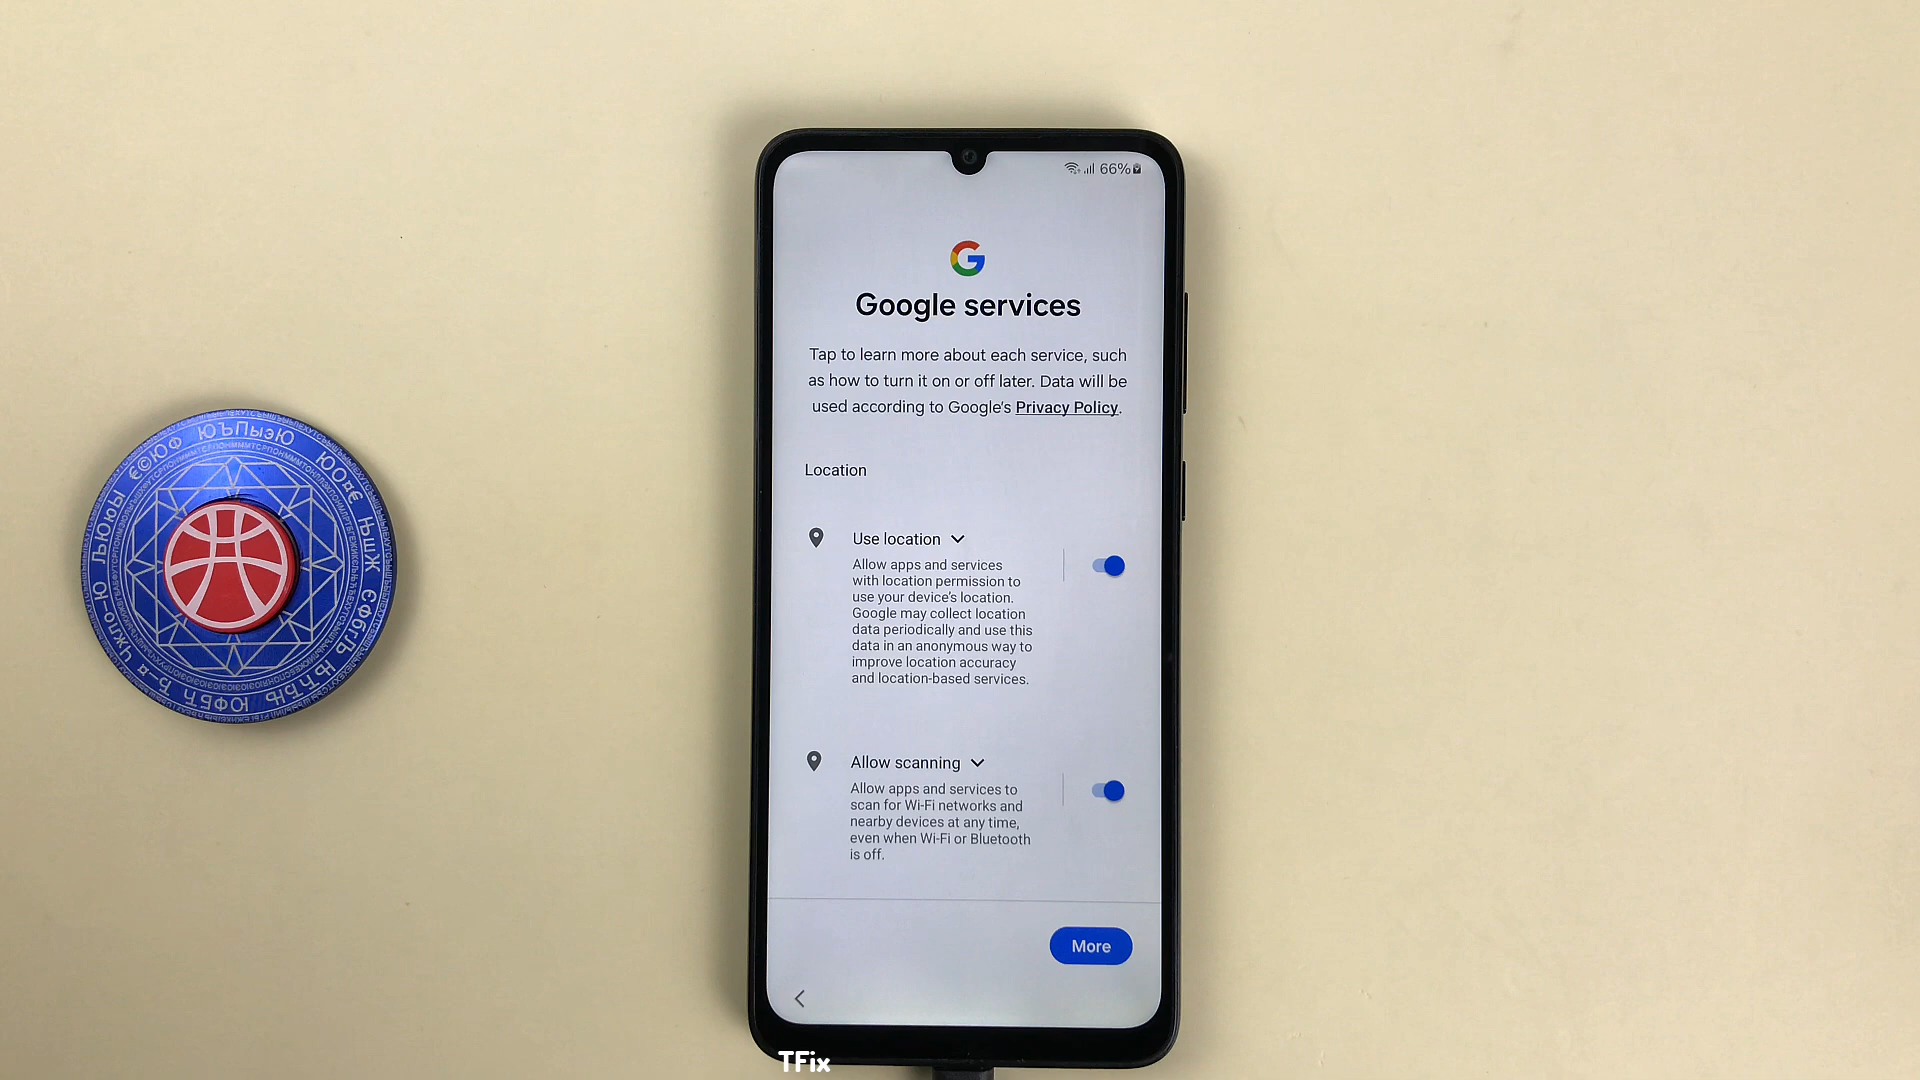 66%
Google services
Tap to learn more about each service, such
as how to turn it on or off later. Data will be
used according to Google's Privacy Policy.
Location
Use location
Allow apps and services
with location permission to
use your device's location.
Google may collect location
data periodically and use this
data in an anonymous way to
improve location accuracy
and location-based services.
Allow scanning
Allow apps and services to
scan for Wi-Fi networks and
nearby devices at any time,
even when Wi-Fi or Bluetooth
is off.
More
TFix